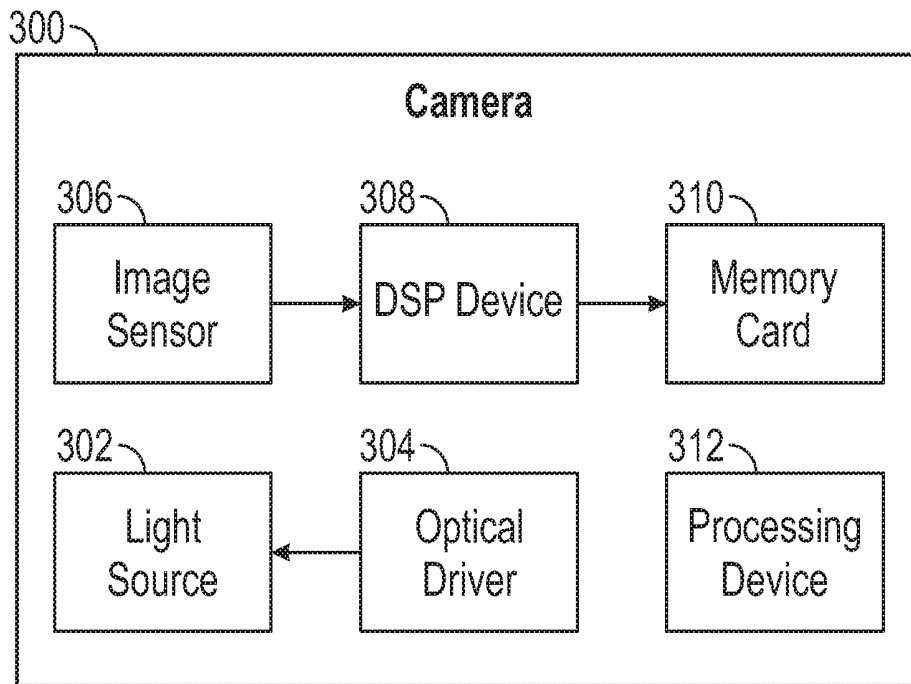 300
Camera
306
Image
Sensor
308
DSP Device
310
Memory
Card
302
Light
Source
304
Optical
Driver
312
Processing
Device